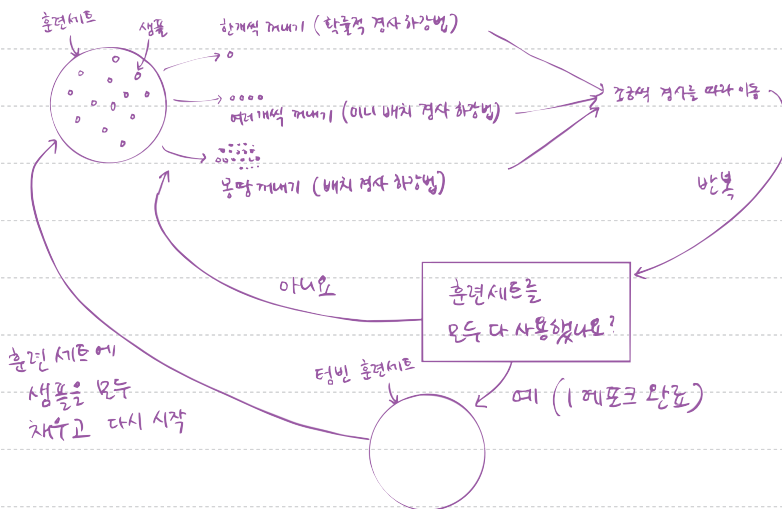 훈련세트
샘플
한개씩 꺼내기 (확률적 경사 하강법)
여러개씩 꺼내기 (미니 배치 경사 하강법)
몽땅 꺼내기 (배치 경사 하강법)
조금씩 경사를 따라 이동
반복
아니요
훈련세트를
모두 다 사용했나요?
텅빈 훈련세트
예 (1 에포크 완료)
훈련 세트에
샘플을 모두
채우고 다시 시작